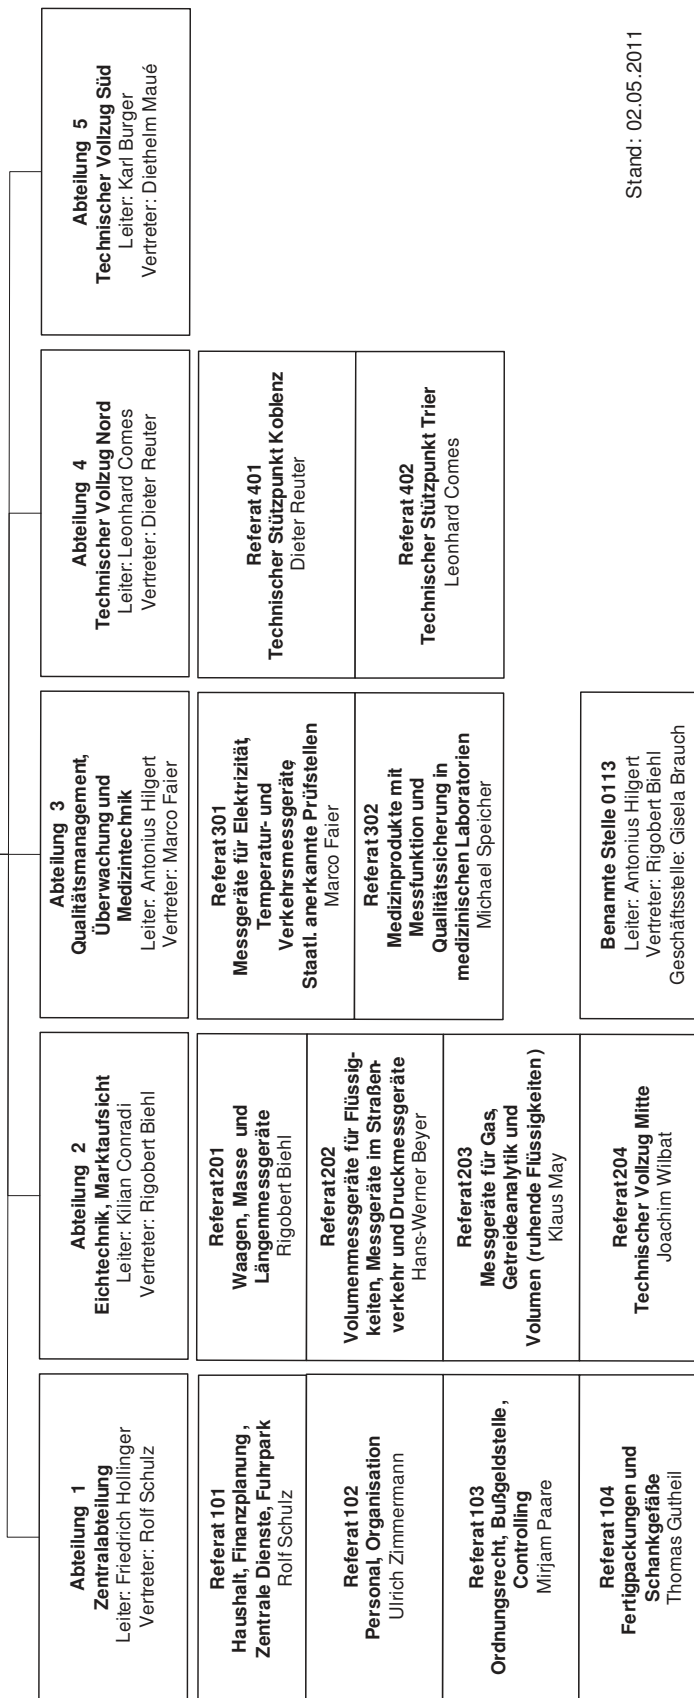 Abteilung 1
Zentralabteilung
Leiter: Friedrich Hollinger
Vertreter: Rolf Schulz
Referat 101
Haushalt, Finanzplanung ,
Zentrale Dienste, Fuhrpark
Rolf Schulz
Referat 102
Personal, Organisation
Ulrich Zimmermann
Referat 103
Ordnungsrecht, Bußgeldstelle,
Controlling
Mirjam Paare
Referat 104
Fertigpackungen und
Schankgefäße
Thomas Gutheil
Abteilung 2
Eichtechnik, Marktaufsicht
Leiter: Kilian Conradi
Vertreter: Rigobert Biehl
Referat 201
Waagen, Masse und
Längenmessgeräte
Rigobert Biehl
Referat 202
Volumenmessgeräte für Flüssig-
keiten, Messgeräte im Straßen-
verkehr und Druckmessgeräte
Hans-Werner Beyer
Referat 203
Messgeräte für Gas,
Getreideanalytik und
Volumen (ruhende Flüssigkeiten )
Klaus May
Referat 204
Technischer Vollzug Mitte
Joachim Wilbat
Abteilung 3
Qualitätsmanagement,
Überwachung und
Medizintechnik
Leiter: Antonius Hilgert
Vertreter: Marco Faier
Referat 301
Messgeräte für Elektrizität,
Temperatur- und
Verkehrsmessgeräte,
Staatl. anerkannte Prüfstellen
Marco Faier
Referat 302
Medizinprodukte mit
Messfunktion und
Qualitätssicherung in
medizinischen Laboratorien
Michael Speicher
Benannte Stelle 0113
Leiter: Antonius Hilgert
Vertreter: Rigobert Biehl
Geschäftsstelle: Gisela Brauch
Abteilung 4
Technischer Vollzug Nord
Leiter: Leonhard Comes
Vertreter: Dieter Reuter
Referat 401
Technischer Stützpunkt Koblenz
Dieter Reuter
Referat 402
Technischer Stützpunkt Trier
Leonhard Comes
Abteilung 5
Technischer Vollzug Süd
Leiter: Karl Burger
Vertreter: Diethelm Maué
Stand: 02.05.2011